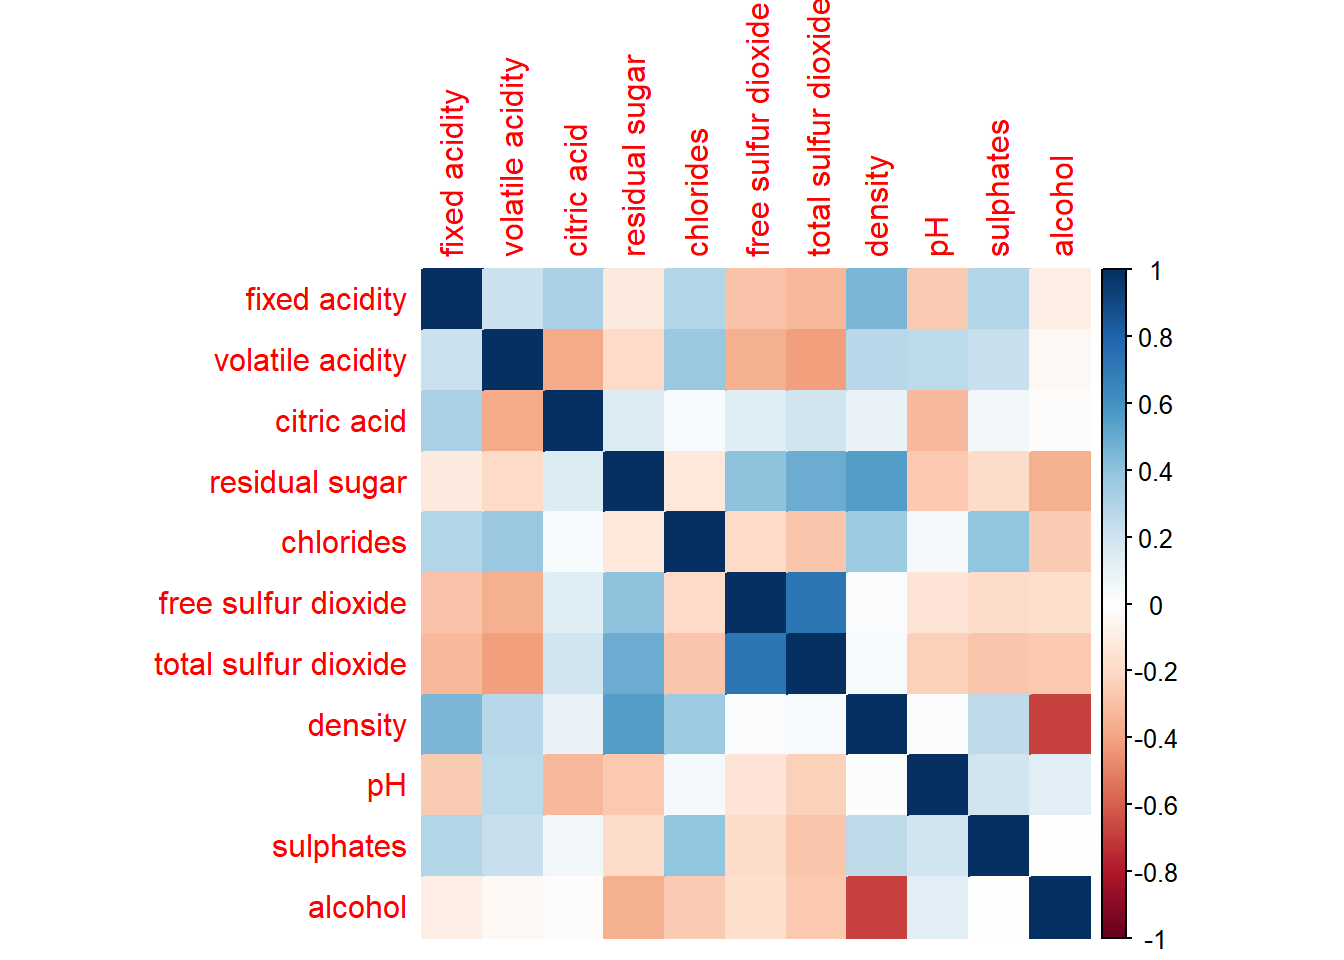 fixed acidity
volatile acidity
citric acid
residual sugar
chlorides
free sulfur dioxide
total sulfur dioxide
density
pH
sulphates
alcohol
fixed acidity
volatile acidity
citric acid
residual sugar
chlorides
free sulfur dioxide
total sulfur dioxide
density
pH
sulphates
alcohol
1
0.8
0.6
0.4
0.2
0
-0.2
-0.4
-0.6
-0.8
-1